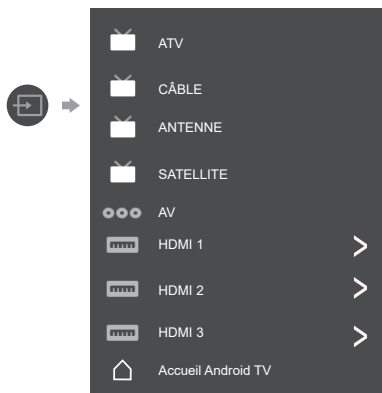 ATV
CÂBLE
ANTENNE
SATELLITE
AV
HDMI 1
HDMI 2
HDMI 3
Accueil Android TV